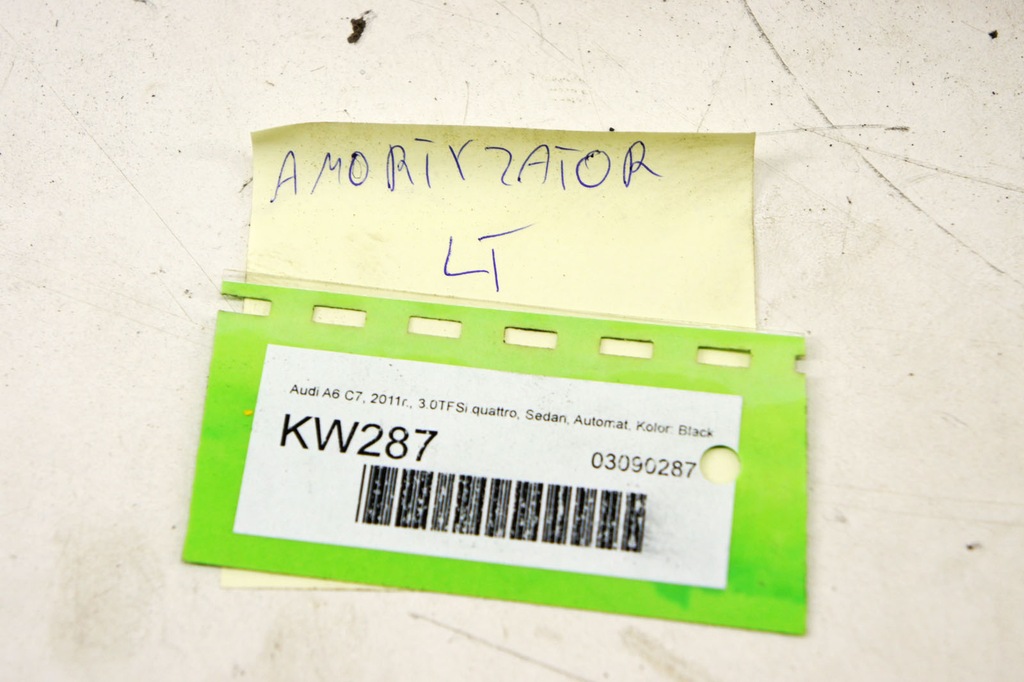 AMORTYZATOR
LT
Audi A6 C7, 2011r., 3.0TFSi quattro, Sedan, Automat, Kolor: Black
KW287
03090287